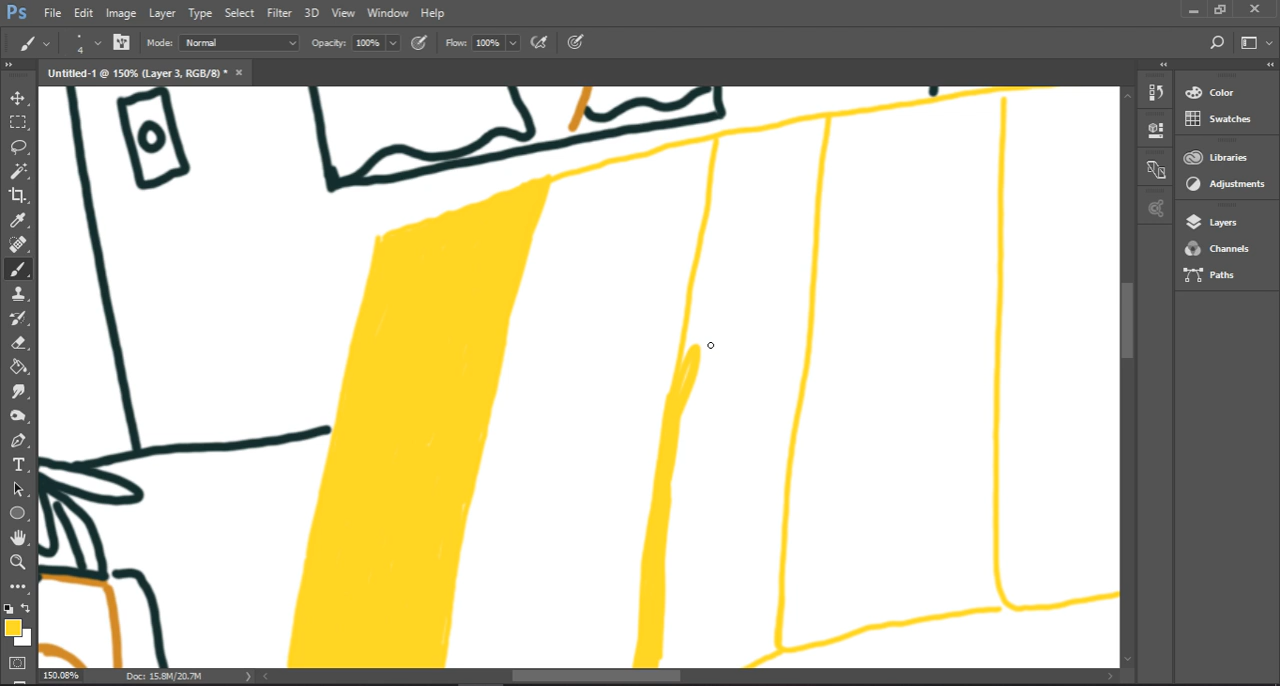 Ps File Edit Image Layer Type Select Filter 3D View Window Help
4 Mode: Normal Opacity: 100% Flow: 100%
Untitled-1 @ 150% (Layer 3, RGB/8) * ×
Color
Swatches
Libraries
Adjustments
Layers
Channels
Paths
T
150.08% Doc: 15.8M/20.7M